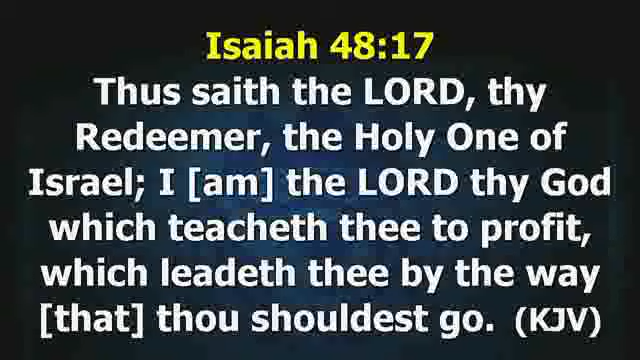 Isaiah 48:17
Thus saith the LORD, thy
Redeemer, the Holy One of
Israel; I [am] the LORD thy God
which teacheth thee to profit,
which leadeth thee by the way
[that] thou shouldest go. (KJV)